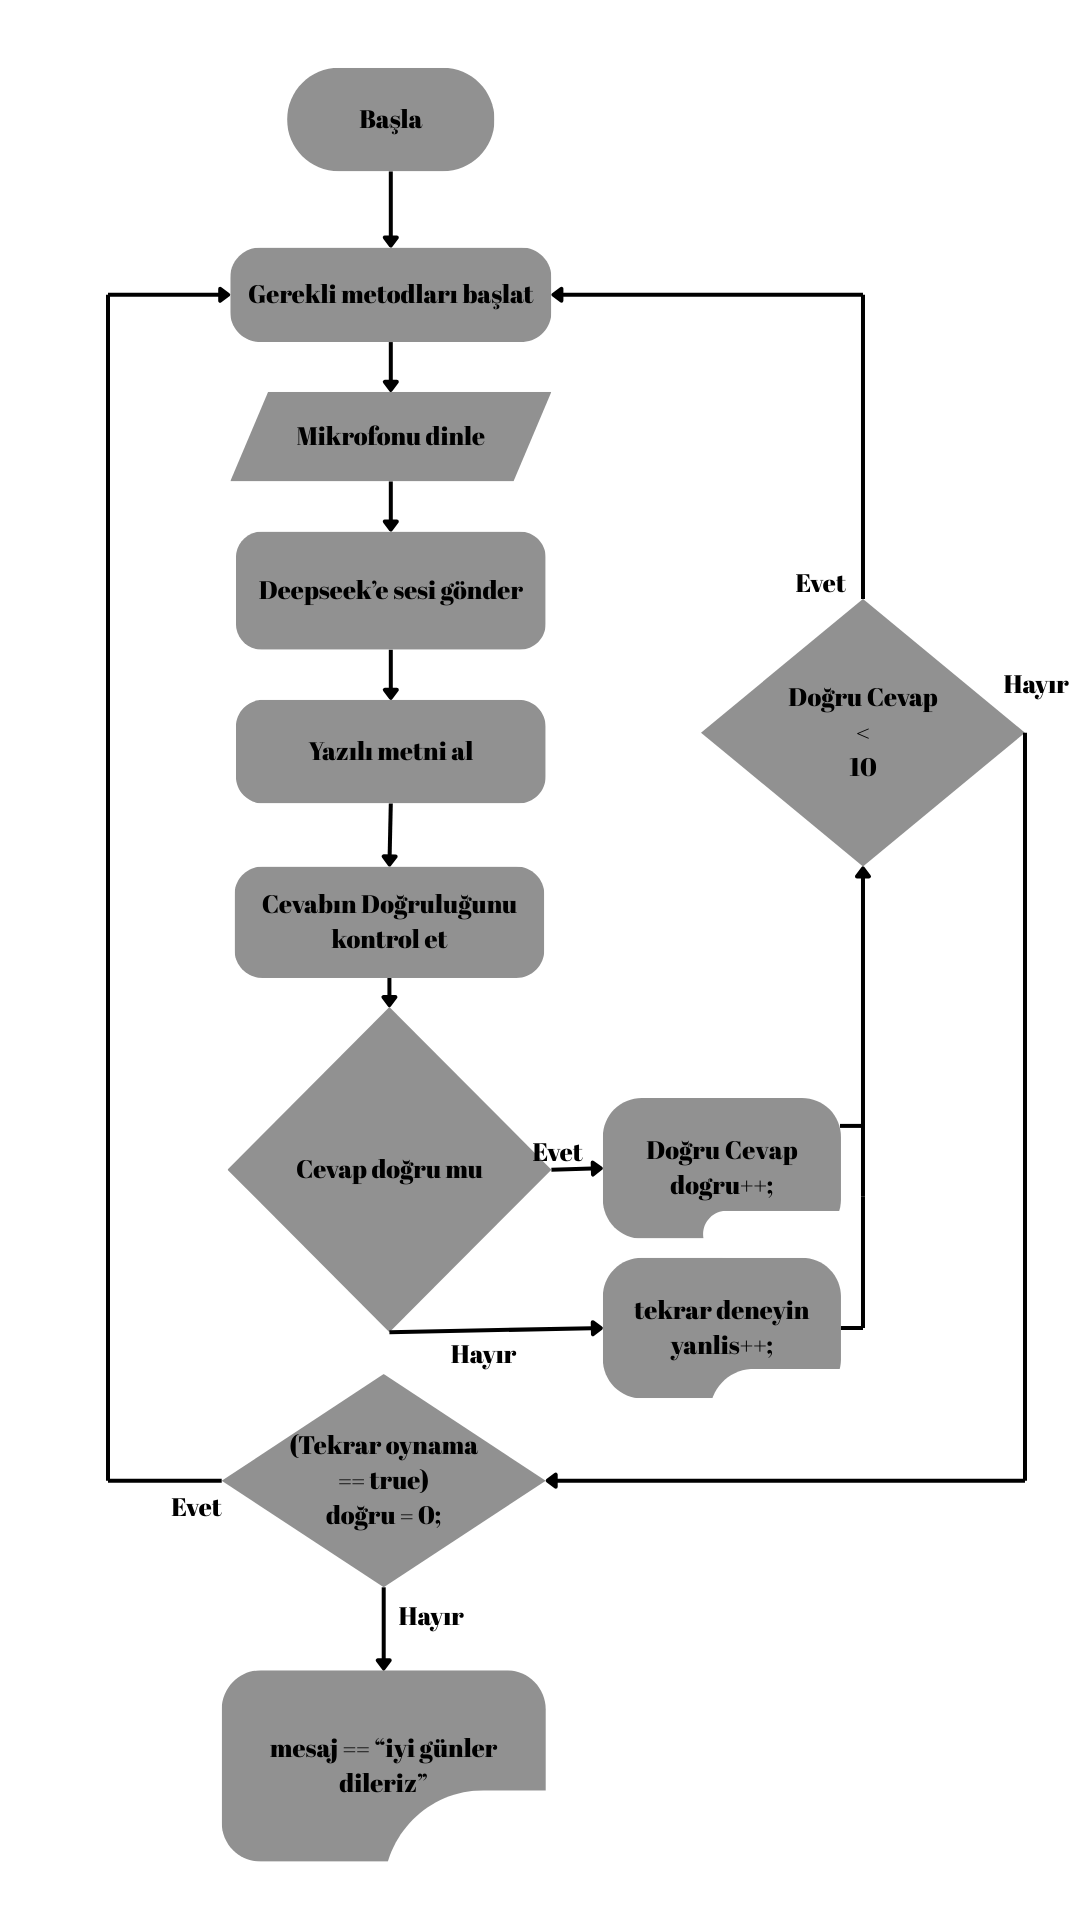 Başla
Gerekli metodları başlat
Mikrofonu dinle
Deepseek’e sesi gönder
Yazılı metni al
Cevabın Doğruluğunu
kontrol et
Cevap doğru mu
Evet
Doğru Cevap
dogru++;
Hayır
tekrar deneyin
yanlis++;
Evet
Doğru Cevap
<
10
Hayır
(Tekrar oynama
== true)
doğru = 0;
Evet
Hayır
mesaj == “iyi günler
dileriz”